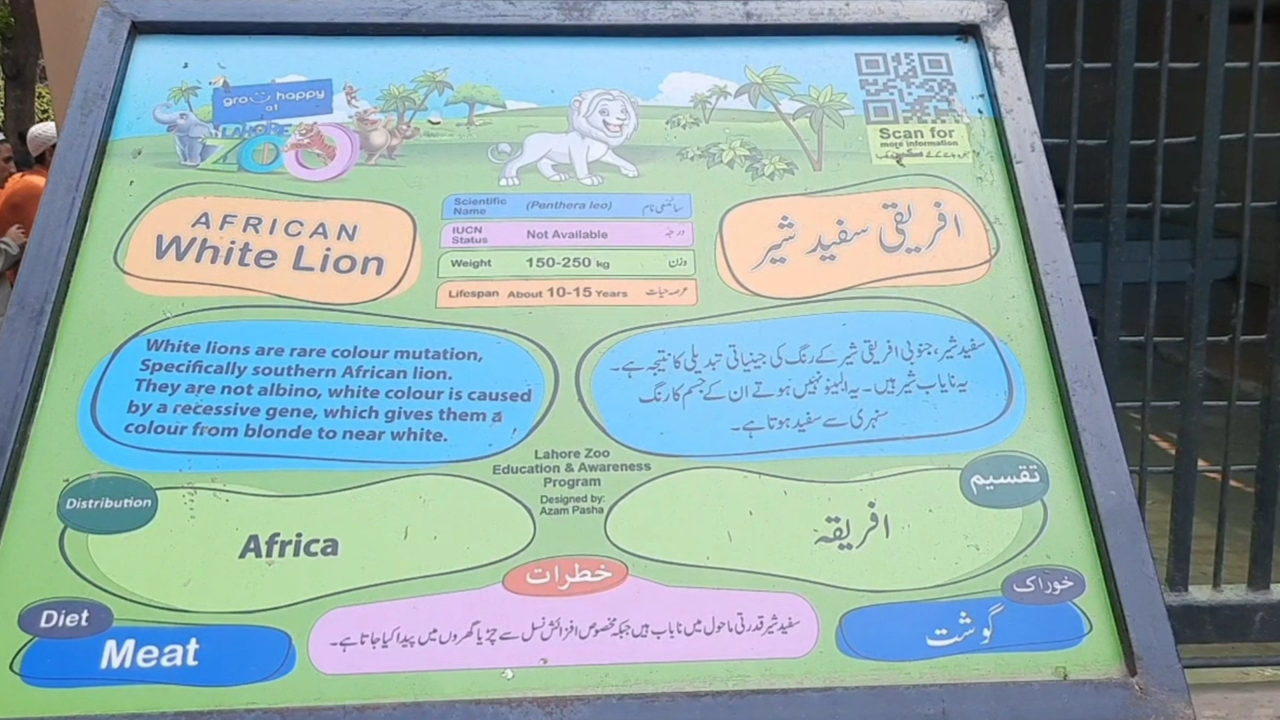 grow happy
at
LAHORE
ZOO
Scan for
more information
AFRICAN
White Lion
Scientific Name (Panthera leo) سائنسی نام
IUCN Status Not Available درجہ
Weight 150-250 kg وزن
Lifespan About 10-15 Years عرصہ حیات
افریقی سفید شیر
White lions are rare colour mutation,
Specifically southern African lion.
They are not albino, white colour is caused
by a recessive gene, which gives them a
colour from blonde to near white.
سفید شیر، جنوبی افریقی شیر کے رنگ کی جینیاتی تبدیلی کا نتیجہ ہے۔
یہ نایاب شیر ہیں۔ یہ البینو نہیں ہوتے ان کے جسم کا رنگ
سنہری سے سفید ہوتا ہے۔
Lahore Zoo
Education & Awareness
Program
Designed by:
Azam Pasha
Distribution
Africa
تقسیم
افریقہ
Diet
Meat
خطرات
سفید شیر قدرتی ماحول میں نایاب ہیں جبکہ مخصوص افزائش نسل سے چڑیا گھروں میں پیدا کیا جاتا ہے۔
خوراک
گوشت